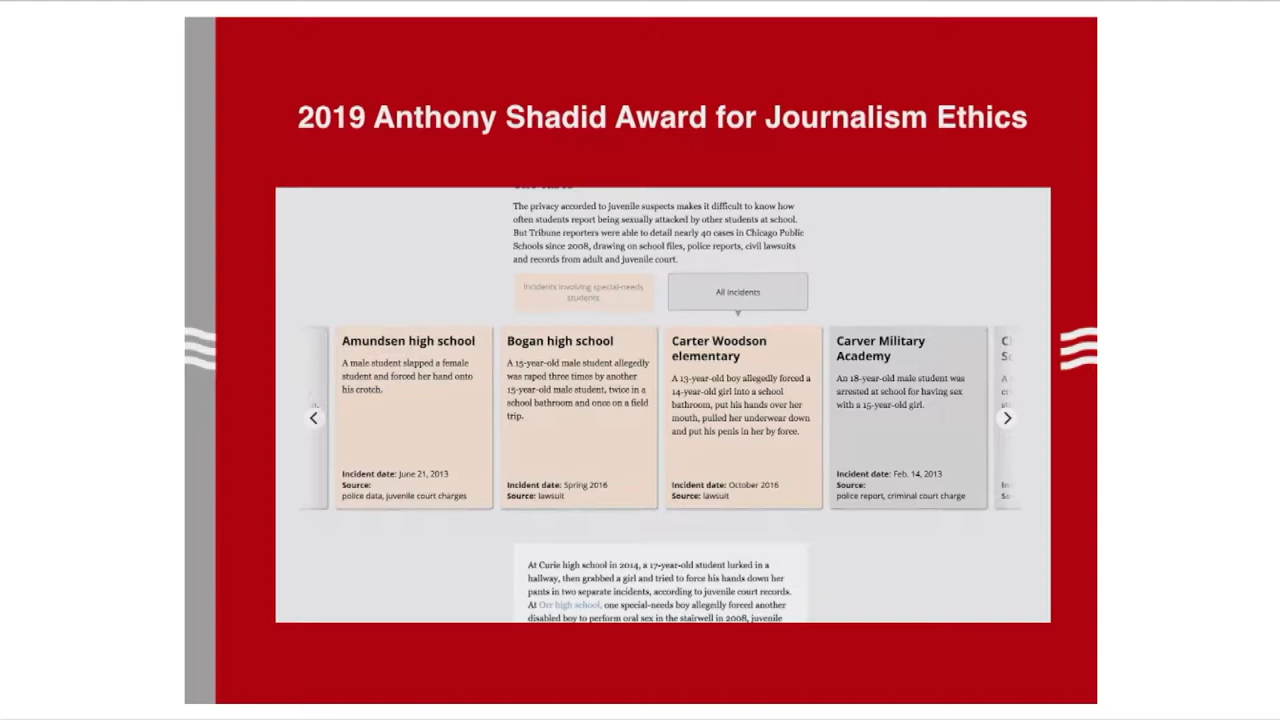 2019 Anthony Shadid Award for Journalism Ethics
The privacy accorded to juvenile suspects makes it difficult to know how
often students report being sexually attacked by other students at school.
But Tribune reporters were able to detail nearly 40 cases in Chicago Public
Schools since 2008, drawing on school files, police reports, civil lawsuits
and records from adult and juvenile court.
Incidents involving special-needs
students
All incidents
Amundsen high school
A male student slapped a female
student and forced her hand onto
his crotch.
Incident date: June 21, 2013
Source:
police data, juvenile court charges
Bogan high school
A 15-year-old male student allegedly
was raped three times by another
15-year-old male student, twice in a
school bathroom and once on a field
trip.
Incident date: Spring 2016
Source: lawsuit
Carter Woodson
elementary
A 13-year-old boy allegedly forced a
14-year-old girl into a school
bathroom, put his hands over her
mouth, pulled her underwear down
and put his penis in her by force.
Incident date: October 2016
Source: lawsuit
Carver Military
Academy
An 18-year-old male student was
arrested at school for having sex
with a 15-year-old girl.
Incident date: Feb. 14, 2013
Source:
police report, criminal court charge
At Curie high school in 2014, a 17-year-old student lurked in a
hallway, then grabbed a girl and tried to force his hands down her
pants in two separate incidents, according to juvenile court records.
At Orr high school, one special-needs boy allegedly forced another
disabled boy to perform oral sex in the stairwell in 2008, juvenile